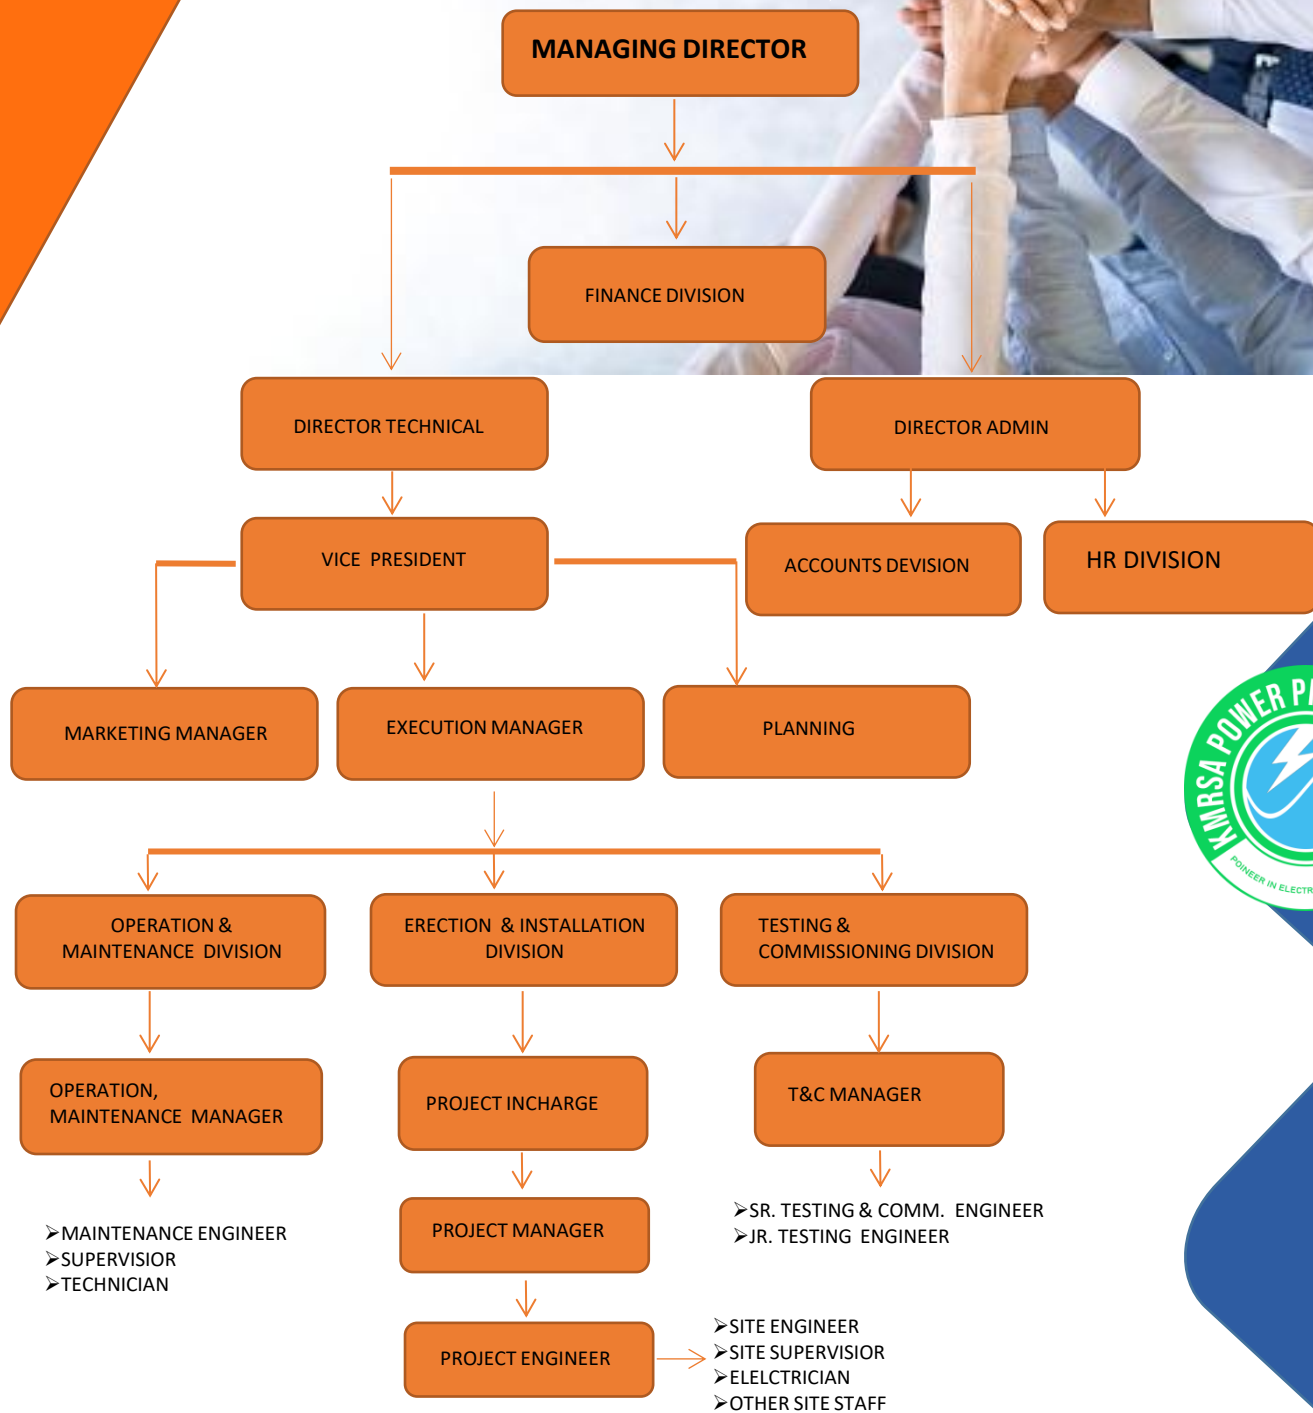 MANAGING DIRECTOR
FINANCE DIVISION
DIRECTOR TECHNICAL
DIRECTOR ADMIN
VICE PRESIDENT
ACCOUNTS DEVISION
HR DIVISION
MARKETING MANAGER
EXECUTION MANAGER
PLANNING
KMRSA POWER
POINEER IN
OPERATION &
MAINTENANCE DIVISION
ERECTION & INSTALLATION
DIVISION
TESTING &
COMMISSIONING DIVISION
OPERATION,
MAINTENANCE MANAGER
PROJECT INCHARGE
T&C MANAGER
➢MAINTENANCE ENGINEER
➢SUPERVISIOR
➢TECHNICIAN
PROJECT MANAGER
➢SR. TESTING & COMM. ENGINEER
➢JR. TESTING ENGINEER
PROJECT ENGINEER
➢SITE ENGINEER
➢SITE SUPERVISIOR
➢ELELCTRICIAN
➢OTHER SITE STAFF